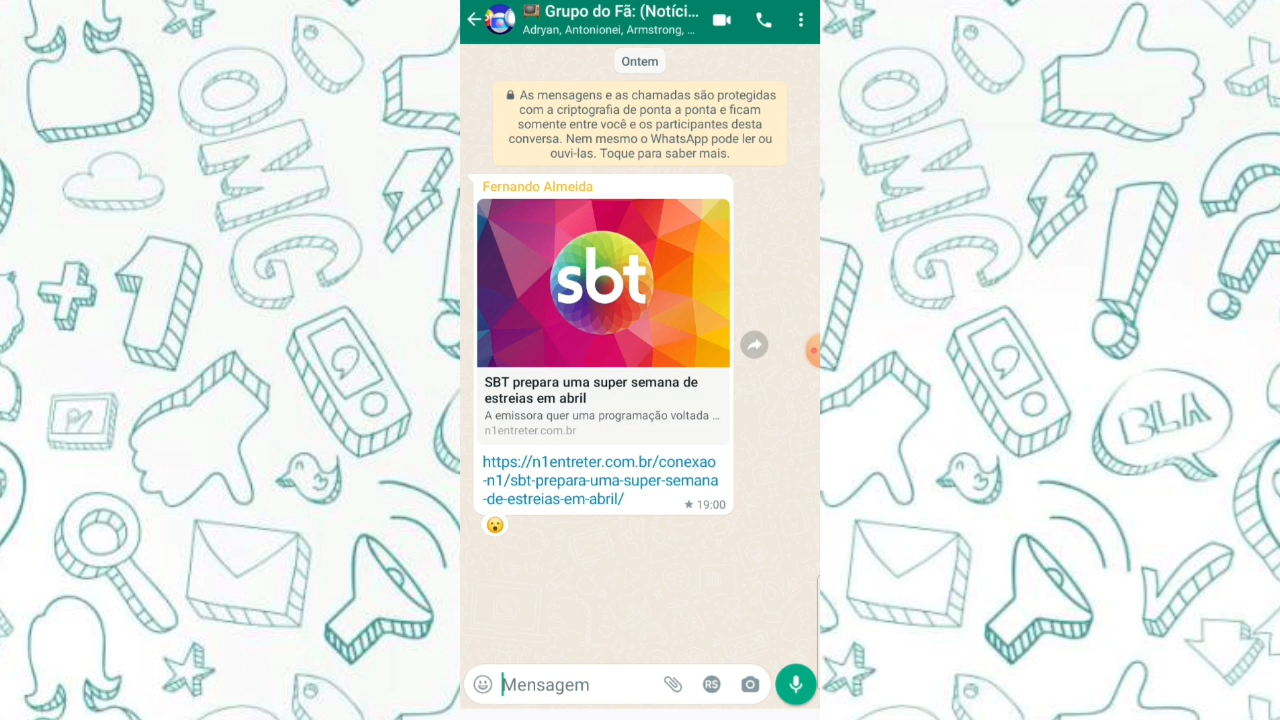 Grupo do Fã: (Notíci...
Adryan, Antonionei, Armstrong, ...
Ontem
As mensagens e as chamadas são protegidas
com a criptografia de ponta a ponta e ficam
somente entre você e os participantes desta
conversa. Nem mesmo o WhatsApp pode ler ou
ouvi-las. Toque para saber mais.
Fernando Almeida
sbt
SBT prepara uma super semana de
estreias em abril
A emissora quer uma programação voltada ...
n1entreter.com.br
https://n1entreter.com.br/conexao
-n1/sbt-prepara-uma-super-semana
-de-estreias-em-abril/
19:00
Mensagem
R$
OMG
+1
OMG
BLA